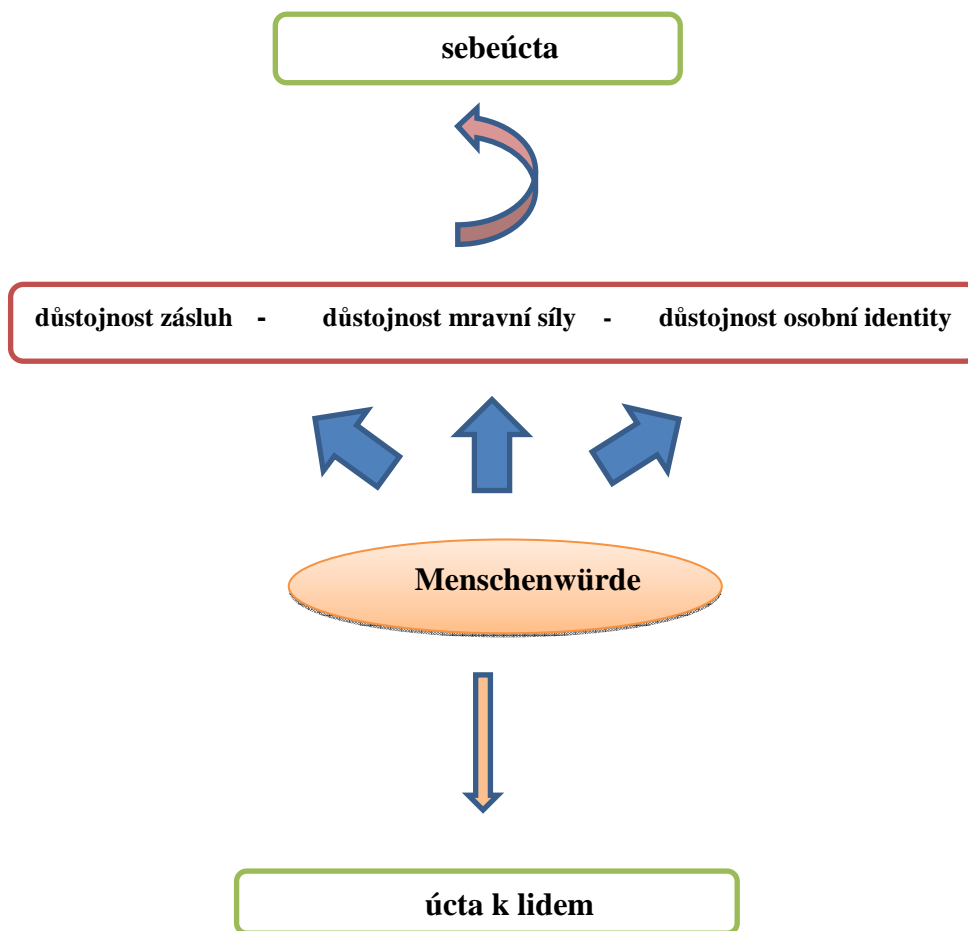 sebeúcta
důstojnost zásluh - důstojnost mravní síly - důstojnost osobní identity
Menschenwürde
úcta k lidem